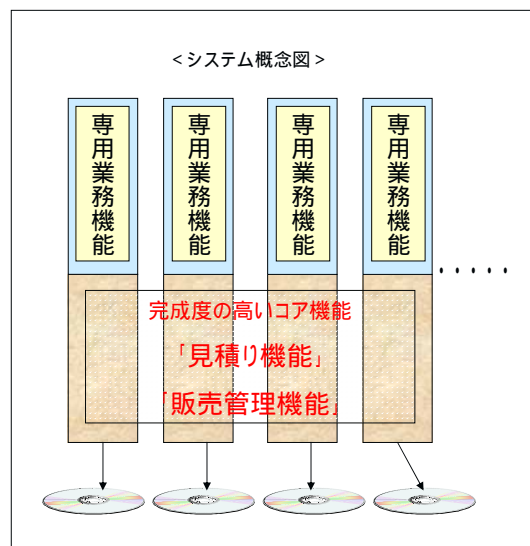 <システム概念図>
専用業務機能
専用業務機能
専用業務機能
専用業務機能
・・・・・
完成度の高いコア機能
「見積り機能」
「販売管理機能」